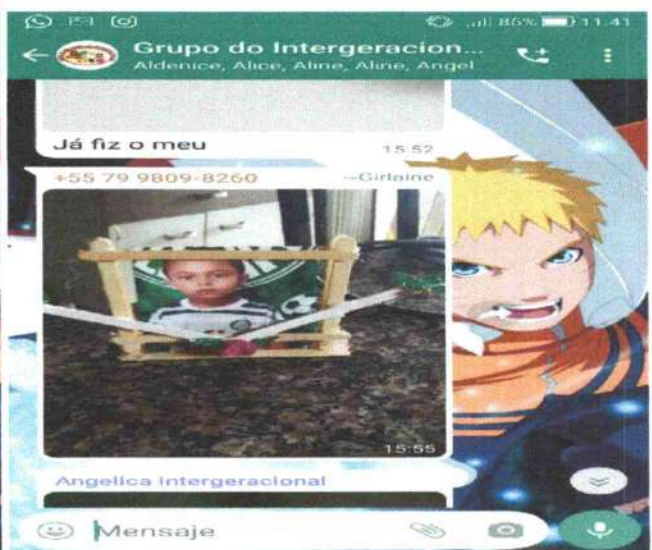 85% 11.41
Grupo do Intergeracion...
Aldenice, Alice, Aline, Aline, Angel
Já fiz o meu
15:52
+55 79 9809-8260 ~Girlaine
15:55
Angelica intergeracional
Mensaje